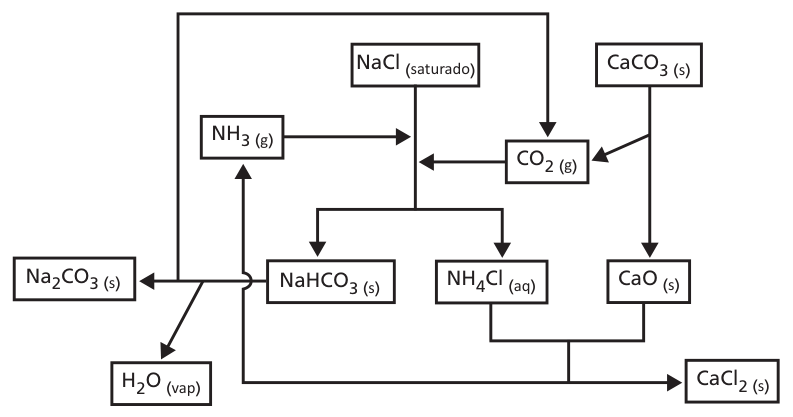 NaCl (saturado)
CaCO3 (s)
NH3 (g)
CO2 (g)
Na2CO3 (s)
NaHCO3 (s)
NH4Cl (aq)
CaO (s)
H2O (vap)
CaCl2 (s)